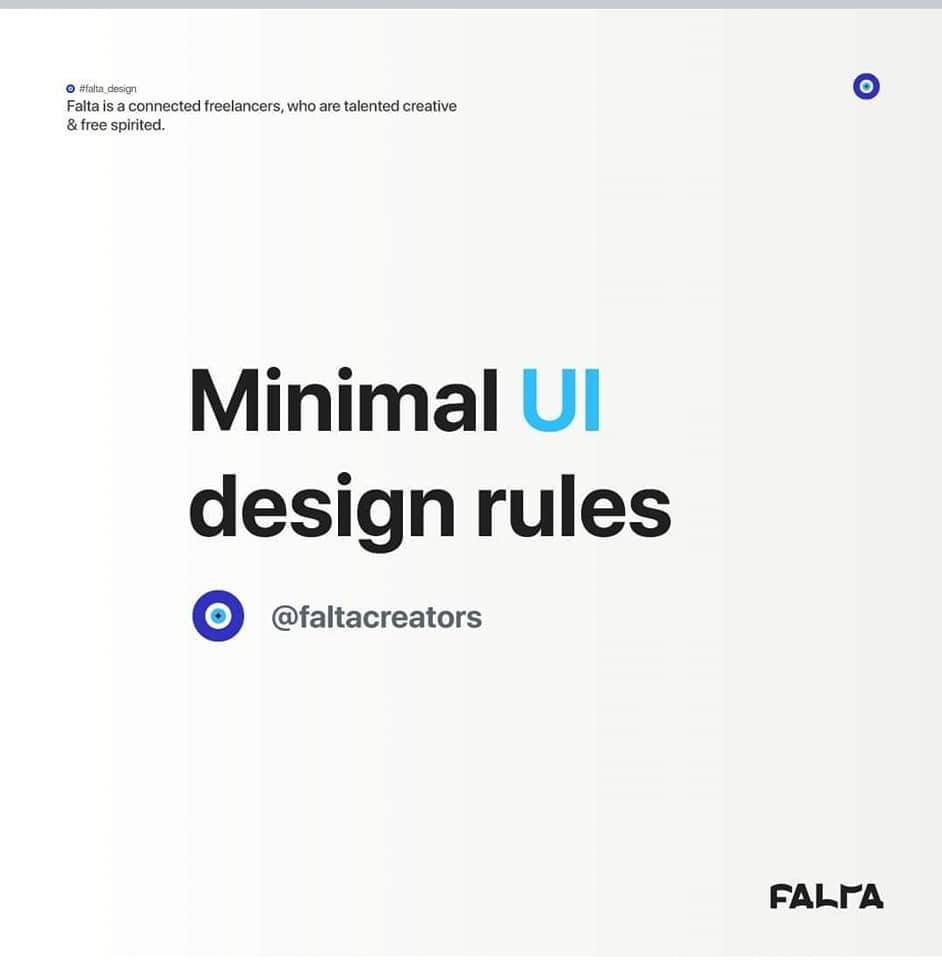 #falta_design
Falta is a connected freelancers, who are talented creative
& free spirited.
Minimal UI
design rules
@faltacreators
FALTA